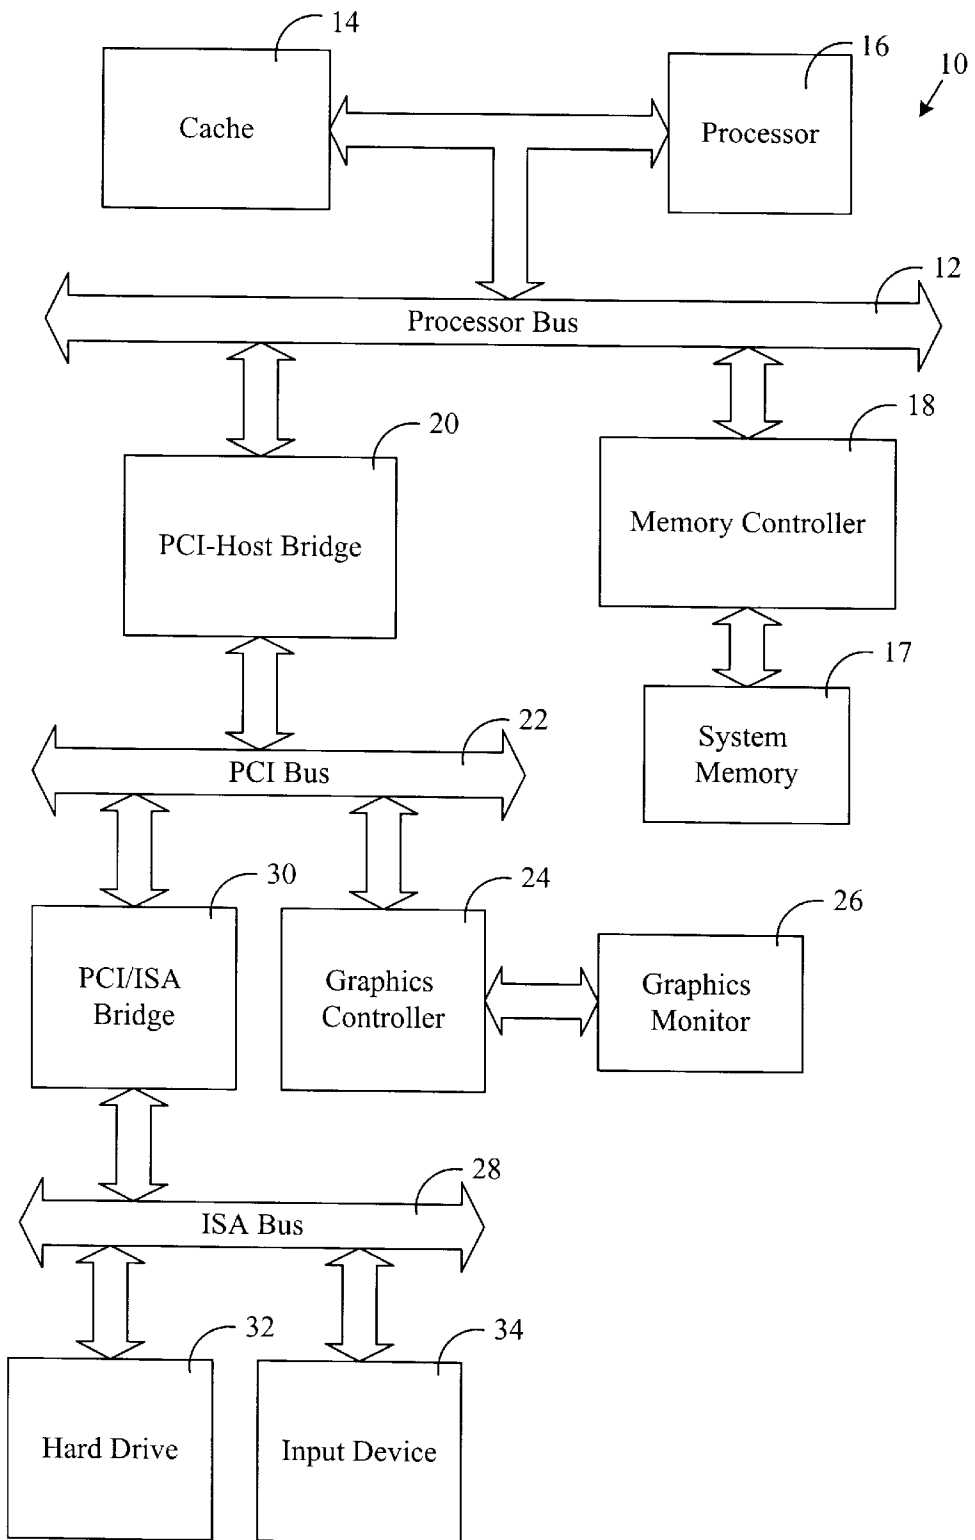 14
16
10
Cache
Processor
12
Processor Bus
20
18
PCI-Host Bridge
Memory Controller
17
22
System
Memory
PCI Bus
30
24
26
PCI/ISA
Bridge
Graphics
Controller
Graphics
Monitor
28
ISA Bus
32
34
Hard Drive
Input Device